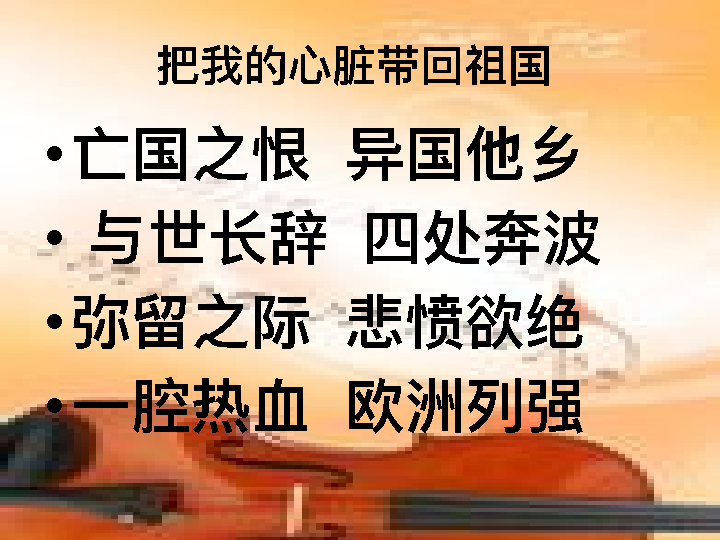 把我的心脏带回祖国
•亡国之恨 异国他乡
• 与世长辞 四处奔波
•弥留之际 悲愤欲绝
•一腔热血 欧洲列强